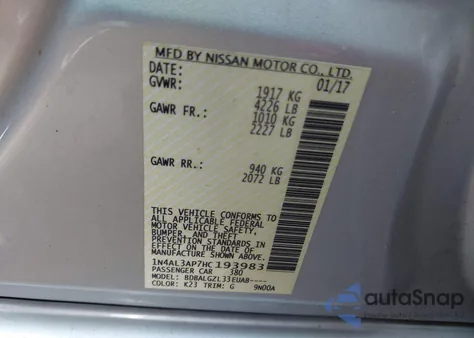 MFD BY NISSAN MOTOR CO., LTD.
DATE: 01/17
GVWR: 1917 KG
4226 LB
GAWR FR.: 1010 KG
2227 LB
GAWR RR.: 940 KG
2072 LB
THIS VEHICLE CONFORMS TO
ALL APPLICABLE FEDERAL
MOTOR VEHICLE SAFETY,
BUMPER, AND THEFT
PREVENTION STANDARDS
IN EFFECT ON THE DATE OF
MANUFACTURE SHOWN ABOVE.
1N4AL3AP7HC193983
PASSENGER CAR 380
MODEL: BDBALGZL33EUAB----
COLOR: K23 TRIM: G 9N00A
autoSnap